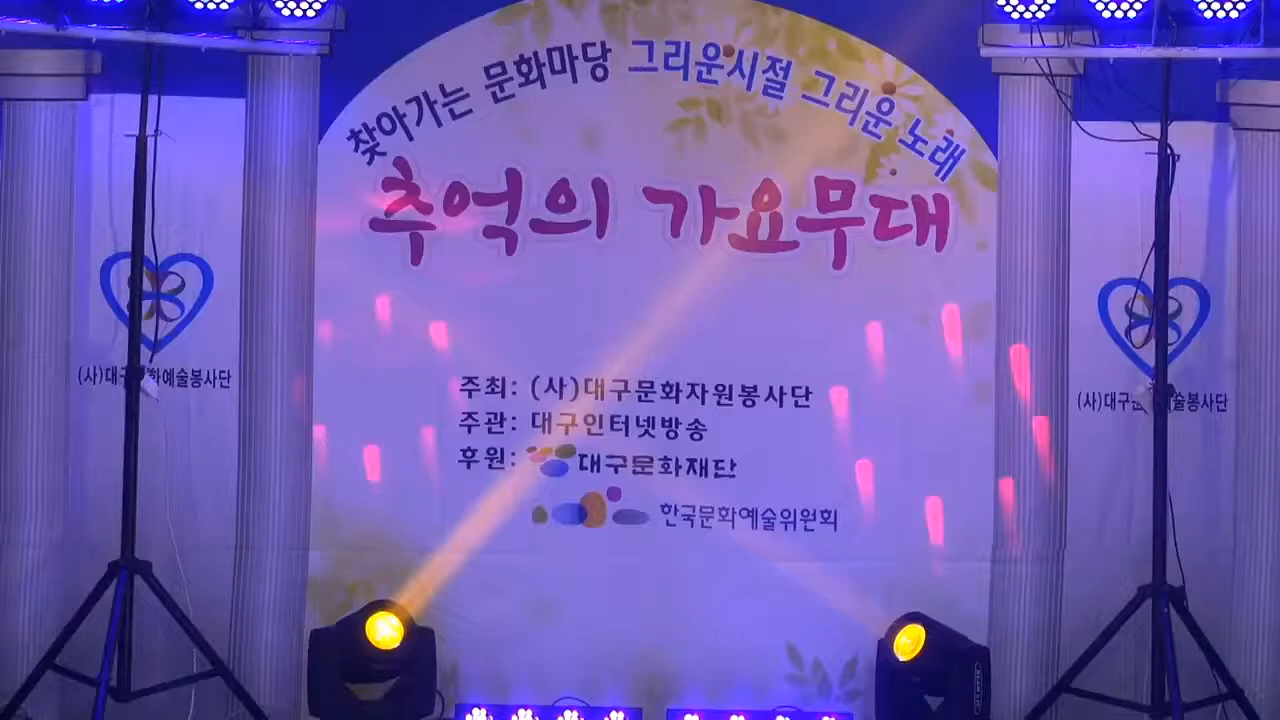 찾아가는 문화마당 그리운시절 그리운 노래
추억의 가요무대
주최: (사)대구문화자원봉사단
주관: 대구인터넷방송
후원: 대구문화재단
한국문화예술위원회
(사)대구 화예술봉사단
(사)대구 술봉사단